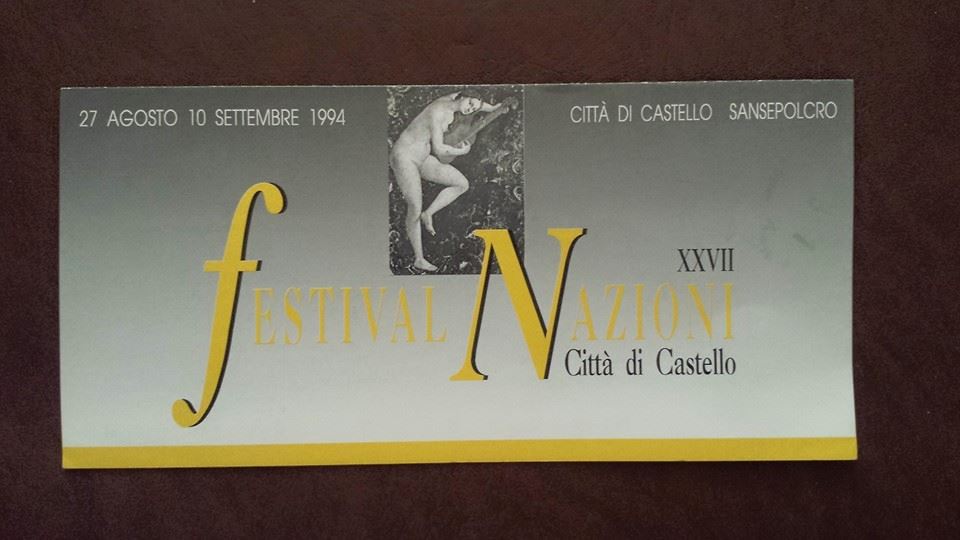 27 AGOSTO 10 SETTEMBRE 1994
CITTÀ DI CASTELLO SANSEPOLCRO
XXVII
fESTIVAL NAZIONI
Città di Castello